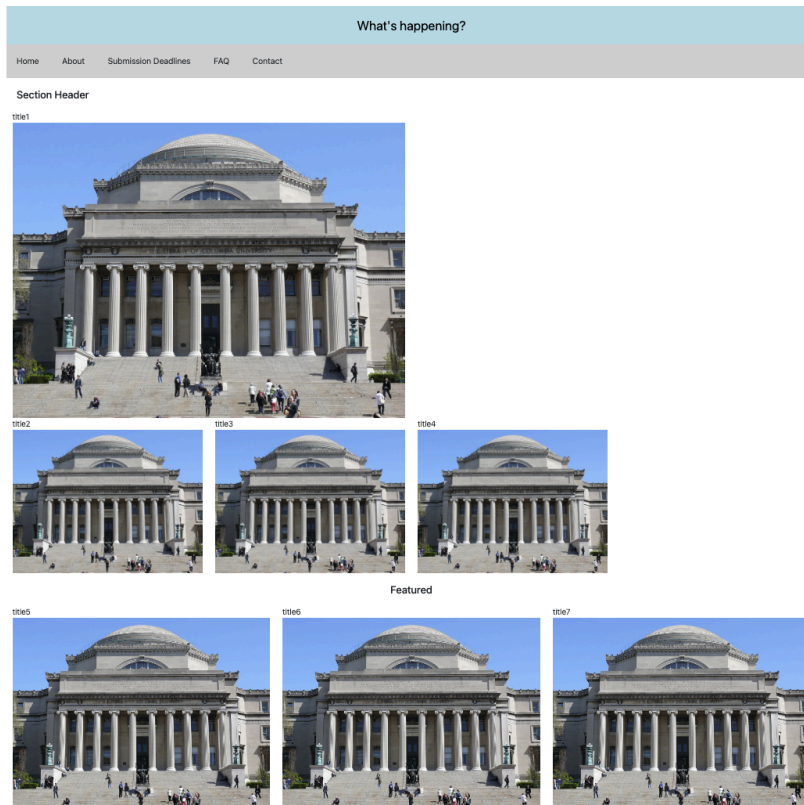 What's happening?
Home About Submission Deadlines FAQ Contact
Section Header
title1
title2 title3 title4
Featured
title5 title6 title7